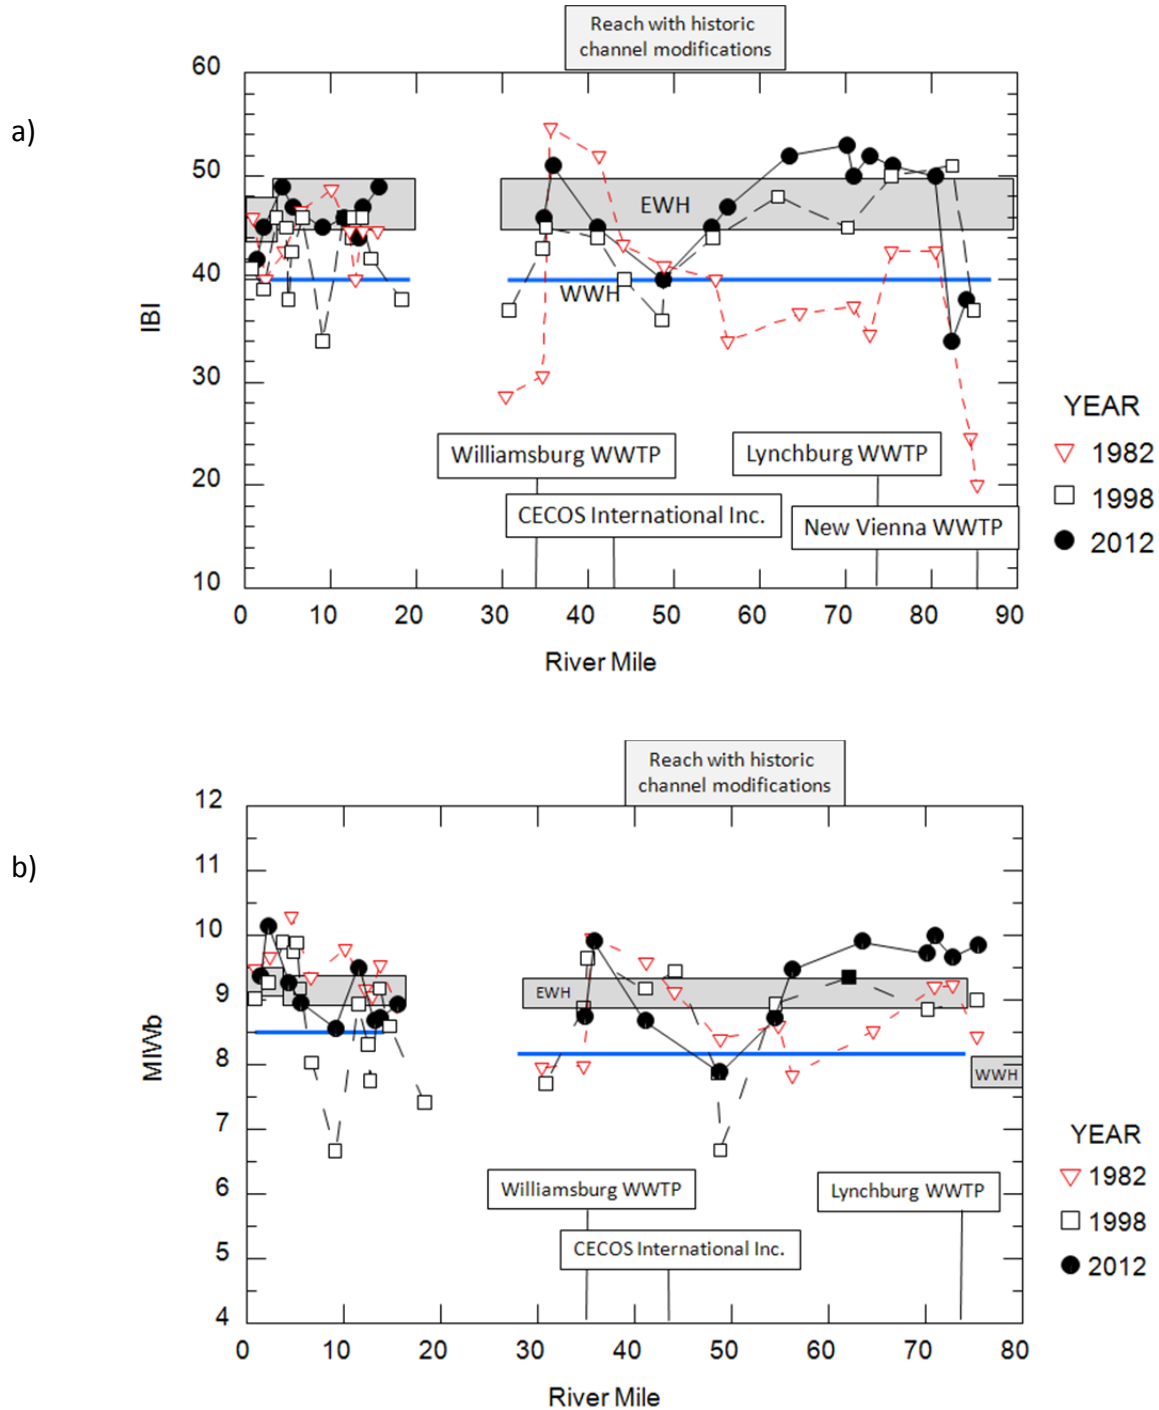 Reach with historic
channel modifications
a)
60
50
40
30
20
10
IBI
EWH
WWH
Williamsburg WWTP
Lynchburg WWTP
CECOS International Inc.
New Vienna WWTP
0 10 20 30 40 50 60 70 80 90
River Mile
YEAR
1982
1998
2012
Reach with historic
channel modifications
b)
12
11
10
9
8
7
6
5
4
MIWb
EWH
WWH
Williamsburg WWTP
Lynchburg WWTP
CECOS International Inc.
0 10 20 30 40 50 60 70 80
River Mile
YEAR
1982
1998
2012